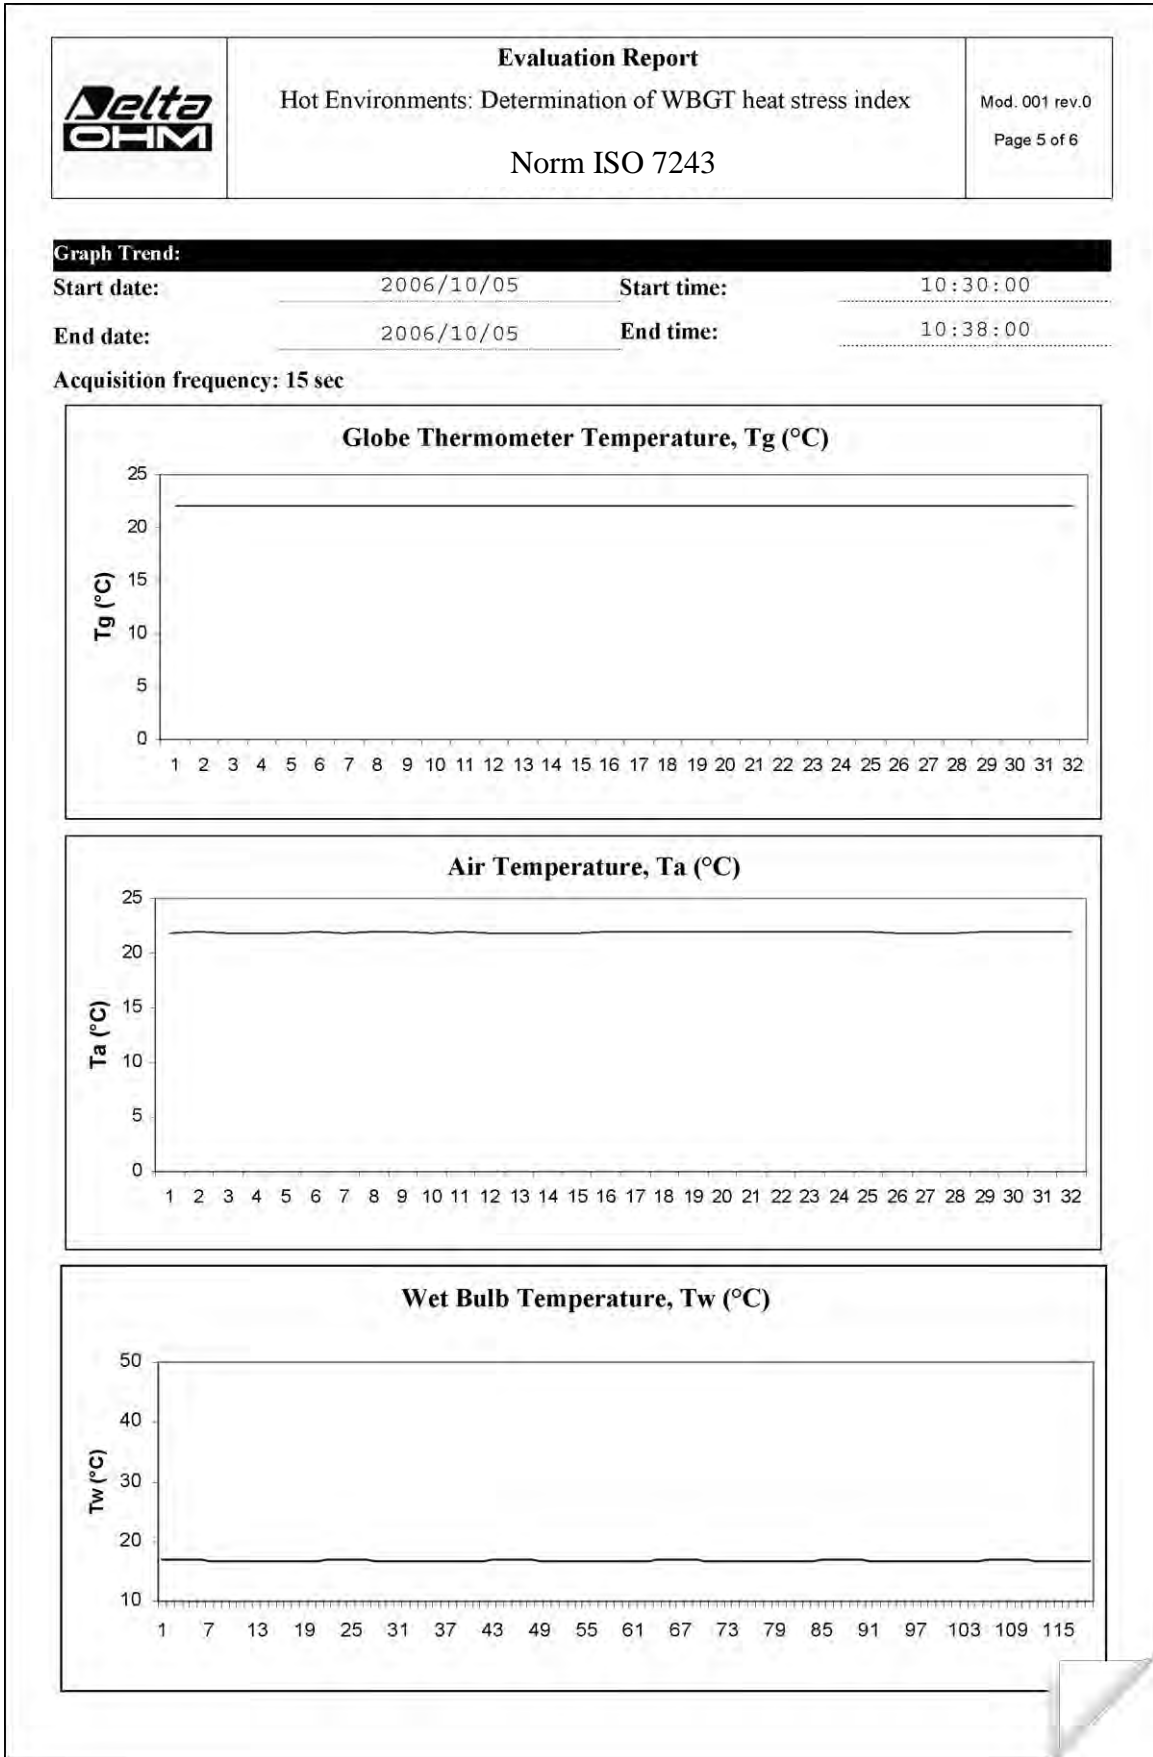 Delta
OHM
Evaluation Report
Hot Environments: Determination of WBGT heat stress index
Norm ISO 7243
Mod. 001 rev.0
Page 5 of 6
Graph Trend:
Start date: 2006/10/05 Start time: 10:30:00
End date: 2006/10/05 End time: 10:38:00
Acquisition frequency: 15 sec
Globe Thermometer Temperature, Tg (°C)
Tg (°C)
25
20
15
10
5
0
1 2 3 4 5 6 7 8 9 10 11 12 13 14 15 16 17 18 19 20 21 22 23 24 25 26 27 28 29 30 31 32
Air Temperature, Ta (°C)
Ta (°C)
25
20
15
10
5
0
1 2 3 4 5 6 7 8 9 10 11 12 13 14 15 16 17 18 19 20 21 22 23 24 25 26 27 28 29 30 31 32
Wet Bulb Temperature, Tw (°C)
Tw (°C)
50
40
30
20
10
1 7 13 19 25 31 37 43 49 55 61 67 73 79 85 91 97 103 109 115